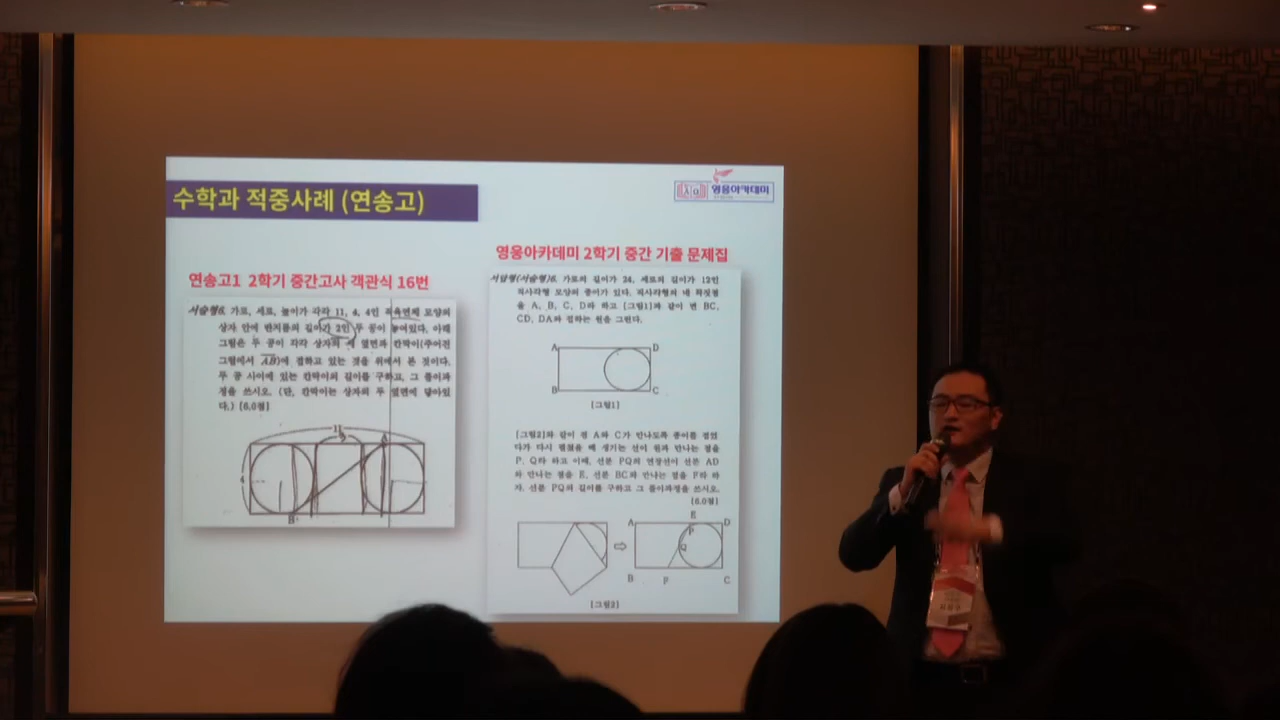 수학과 적중사례 (연송고)
영웅아카데미
연송고1 2학기 중간고사 객관식 16번
서술형6. 가로, 세로, 높이가 각각 11, 4, 4인 직육면체 모양의
상자 안에 반지름의 길이가 2인 두 공이 놓여있다. 아래
그림은 두 공이 각각 상자의 세 옆면과 칸막이(주어진
그림에서 AB)에 접하고 있는 것을 위에서 본 것이다.
두 공 사이에 있는 칸막이의 길이를 구하고, 그 풀이과
정을 쓰시오. (단, 칸막이는 상자의 두 옆면에 닿아있
다.) [6.0점]
11
A
4
B
영웅아카데미 2학기 중간 기출 문제집
서답형(서술형)6. 가로의 길이가 24, 세로의 길이가 12인
직사각형 모양의 종이가 있다. 직사각형의 네 꼭짓점
을 A, B, C, D라 하고 [그림1]과 같이 변 BC,
CD, DA와 접하는 원을 그린다.
A D
B C
[그림1]
[그림2]와 같이 점 A와 C가 만나도록 종이를 접었
다가 다시 펼쳤을 때 생기는 선이 원과 만나는 점을
P, Q라 하고 이때, 선분 PQ의 연장선이 선분 AD
와 만나는 점을 E, 선분 BC와 만나는 점을 F라 하
자. 선분 PQ의 길이를 구하고 그 풀이과정을 쓰시오.
[6.0점]
E
A D
P
Q
B F C
[그림2]